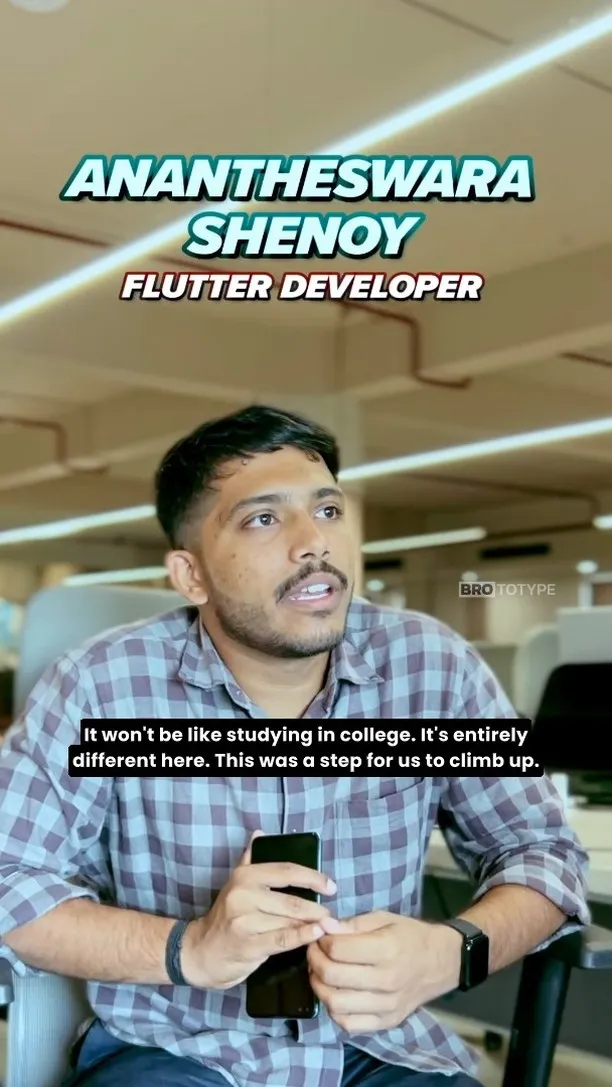 ANANTHESWARA
SHENOY
FLUTTER DEVELOPER
BROTOTYPE
It won't be like studying in college. It's entirely
different here. This was a step for us to climb up.